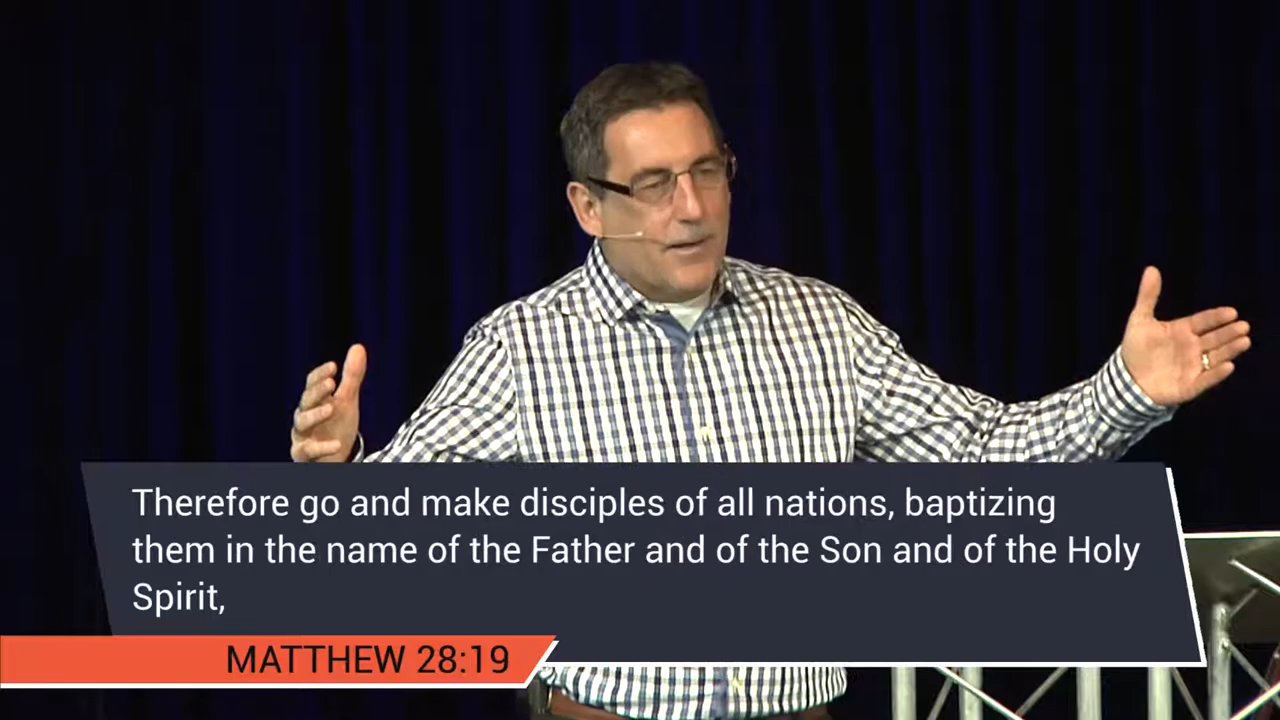 Therefore go and make disciples of all nations, baptizing
them in the name of the Father and of the Son and of the Holy
Spirit,
MATTHEW 28:19